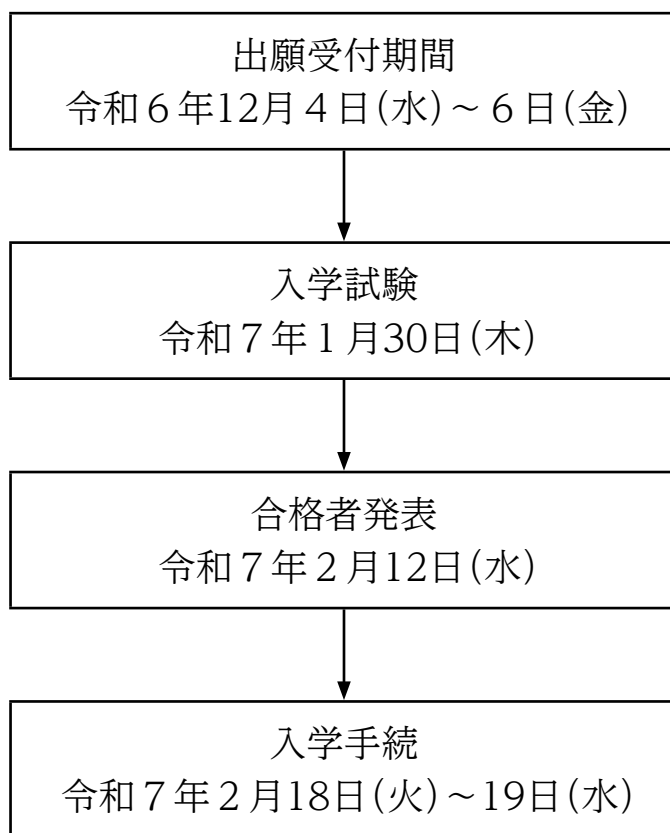 出願受付期間
令和６年12月４日(水)～６日(金)
入学試験
令和７年１月30日(木)
合格者発表
令和７年２月12日(水)
入学手続
令和７年２月18日(火)～19日(水)